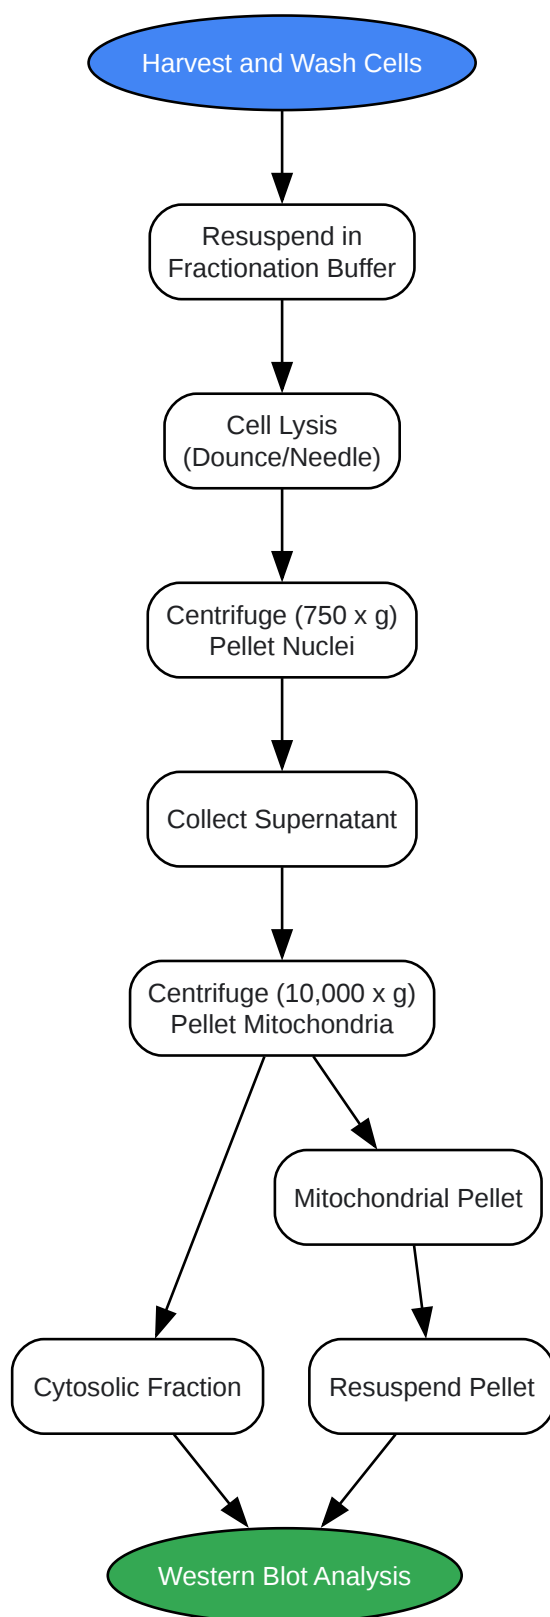 Harvest and Wash Cells
Resuspend in
Fractionation Buffer
Cell Lysis
(Dounce/Needle)
Centrifuge (750 x g)
Pellet Nuclei
Collect Supernatant
Centrifuge (10,000 x g)
Pellet Mitochondria
Mitochondrial Pellet
Cytosolic Fraction
Resuspend Pellet
Western Blot Analysis